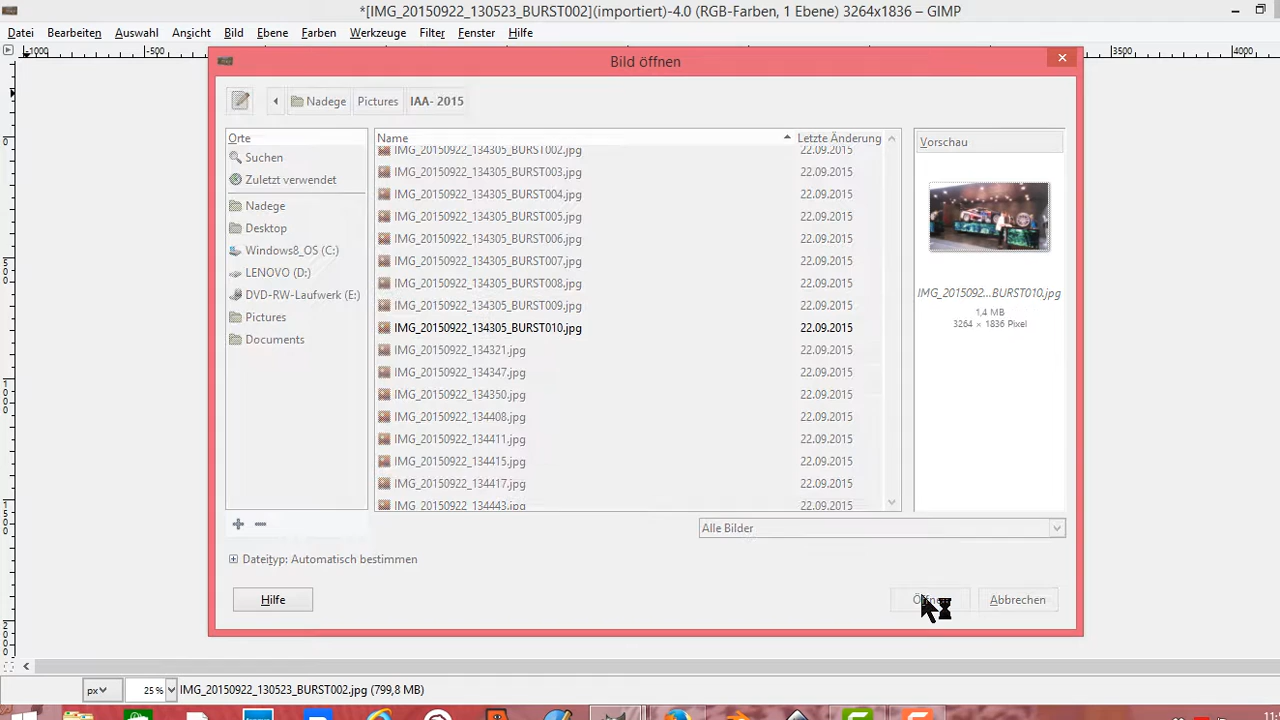 *[IMG_20150922_130523_BURST002](importiert)-4.0 (RGB-Farben, 1 Ebene) 3264x1836 – GIMP
Datei Bearbeiten Auswahl Ansicht Bild Ebene Farben Werkzeuge Filter Fenster Hilfe
-1000 -500 3500 4000
Bild öffnen
Nadege Pictures IAA- 2015
Orte Name Letzte Änderung Vorschau
IMG_20150922_134305_BURST002.jpg 22.09.2015
Suchen
IMG_20150922_134305_BURST003.jpg 22.09.2015
Zuletzt verwendet
IMG_20150922_134305_BURST004.jpg 22.09.2015
Nadege
IMG_20150922_134305_BURST005.jpg 22.09.2015
Desktop
IMG_20150922_134305_BURST006.jpg 22.09.2015
Windows8_OS (C:)
IMG_20150922_134305_BURST007.jpg 22.09.2015
LENOVO (D:)
IMG_20150922_134305_BURST008.jpg 22.09.2015
DVD-RW-Laufwerk (E:)
IMG_20150922_134305_BURST009.jpg 22.09.2015
Pictures
IMG_20150922_134305_BURST010.jpg 22.09.2015
Documents
IMG_20150922_134321.jpg 22.09.2015
IMG_20150922_134347.jpg 22.09.2015
IMG_20150922_134350.jpg 22.09.2015
IMG_20150922_134408.jpg 22.09.2015
IMG_20150922_134411.jpg 22.09.2015
IMG_20150922_134415.jpg 22.09.2015
IMG_20150922_134417.jpg 22.09.2015
IMG_20150922_134443.jpg 22.09.2015
IMG_2015092...BURST010.jpg
1,4 MB
3264 × 1836 Pixel
Alle Bilder
Dateityp: Automatisch bestimmen
Hilfe Abbrechen
px 25 % IMG_20150922_130523_BURST002.jpg (799,8 MB)